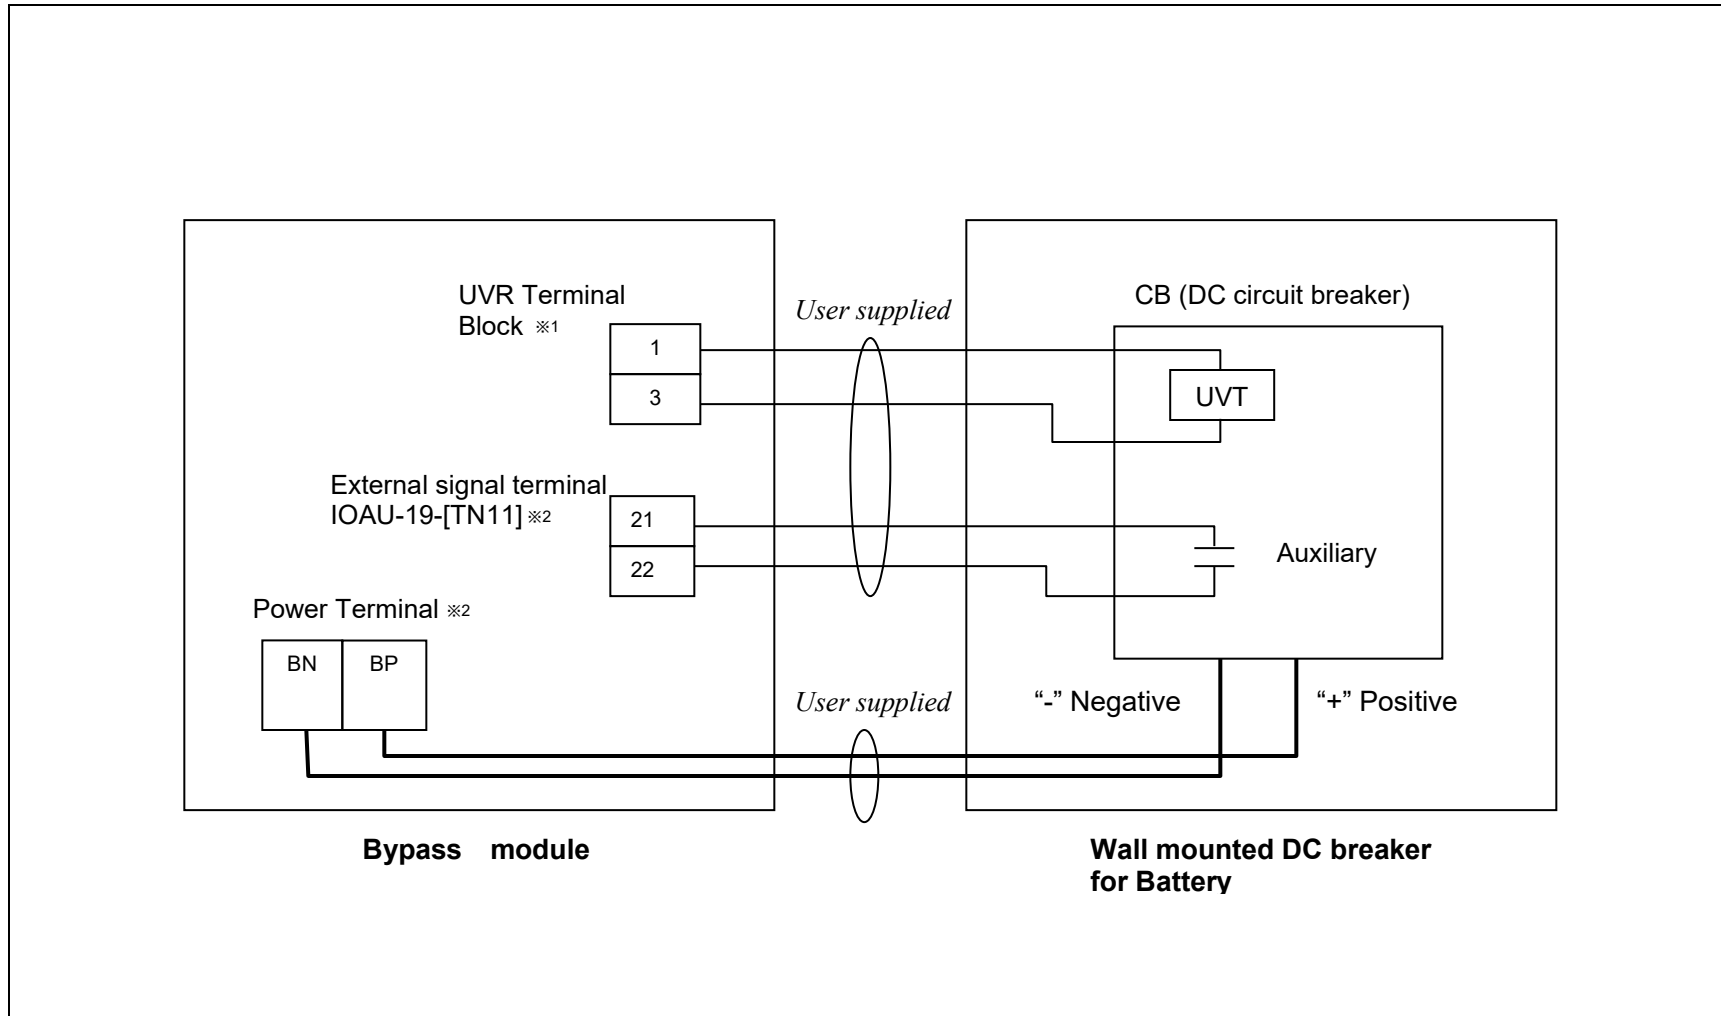 UVR Terminal
Block ※1
User supplied
CB (DC circuit breaker)
1
3
UVT
External signal terminal
IOAU-19-[TN11] ※2
21
22
Auxiliary
Power Terminal ※2
BN BP
User supplied
“-” Negative “+” Positive
Bypass module
Wall mounted DC breaker
for Battery